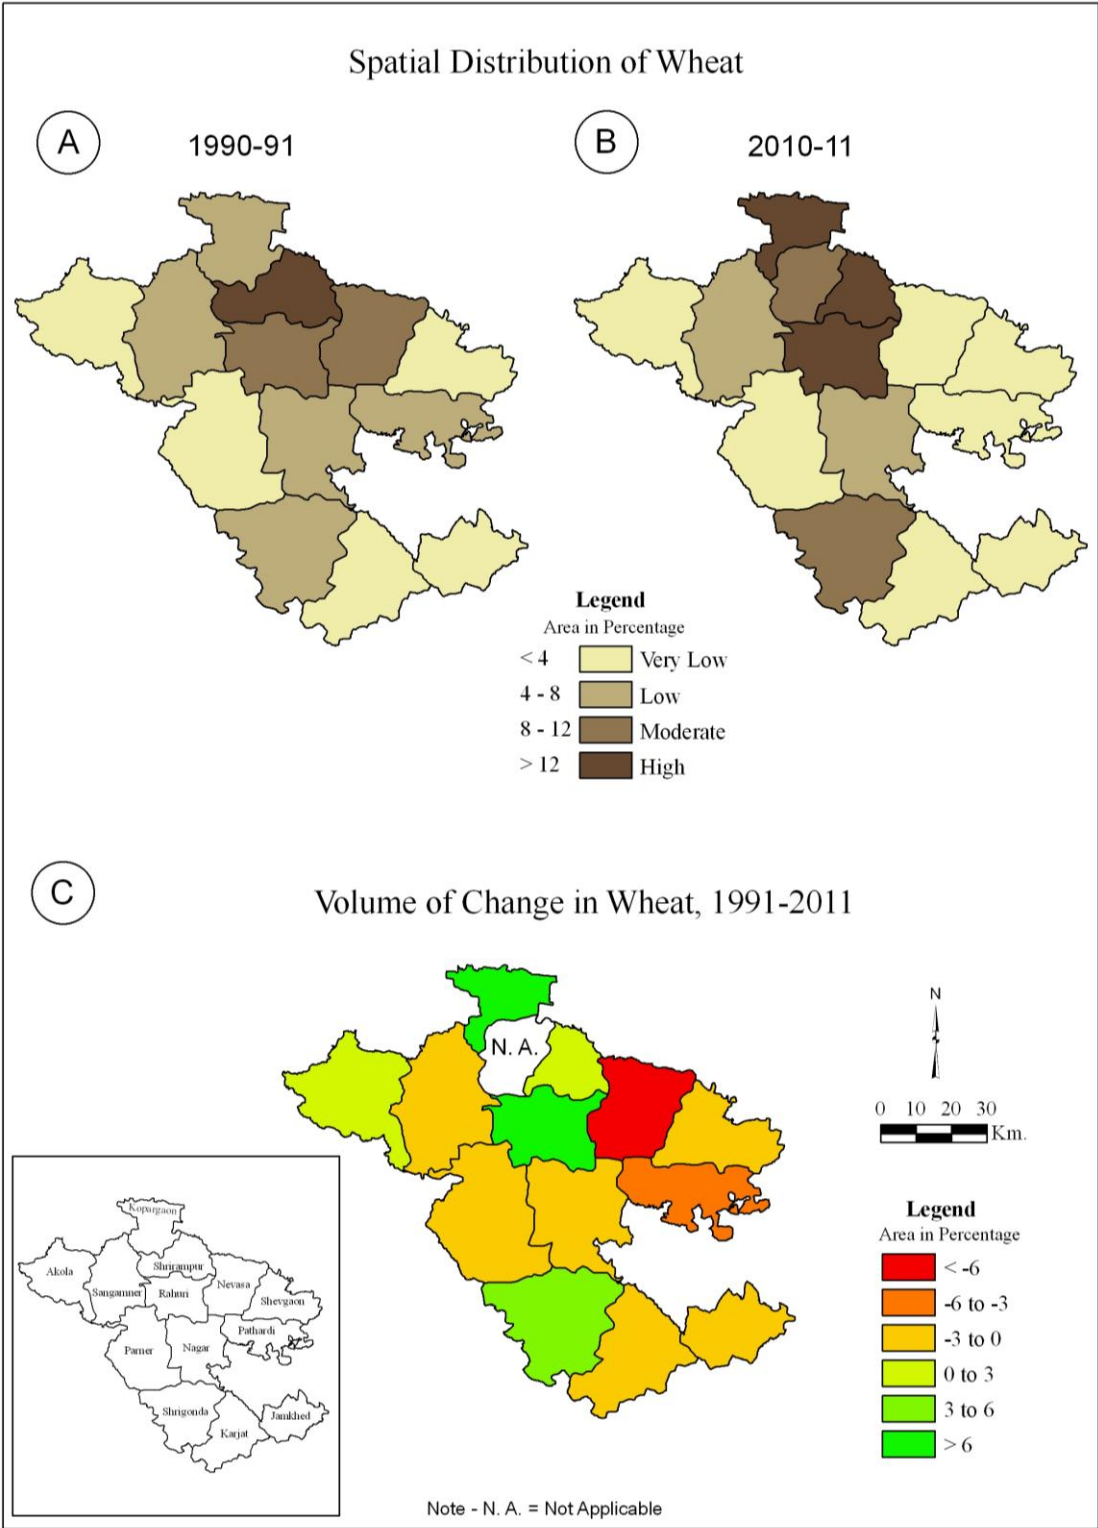 Spatial Distribution of Wheat
A
1990-91
B
2010-11
Legend
Area in Percentage
< 4 Very Low
4 - 8 Low
8 - 12 Moderate
> 12 High
C
Volume of Change in Wheat, 1991-2011
N. A.
N
0 10 20 30
Km.
Legend
Area in Percentage
< -6
-6 to -3
-3 to 0
0 to 3
3 to 6
> 6
Kopargaon
Akola
Shrirampur
Sangamner
Rahuri
Nevasa
Shevgaon
Pathardi
Parner
Nagar
Shrigonda
Jamkhed
Karjat
Note - N. A. = Not Applicable